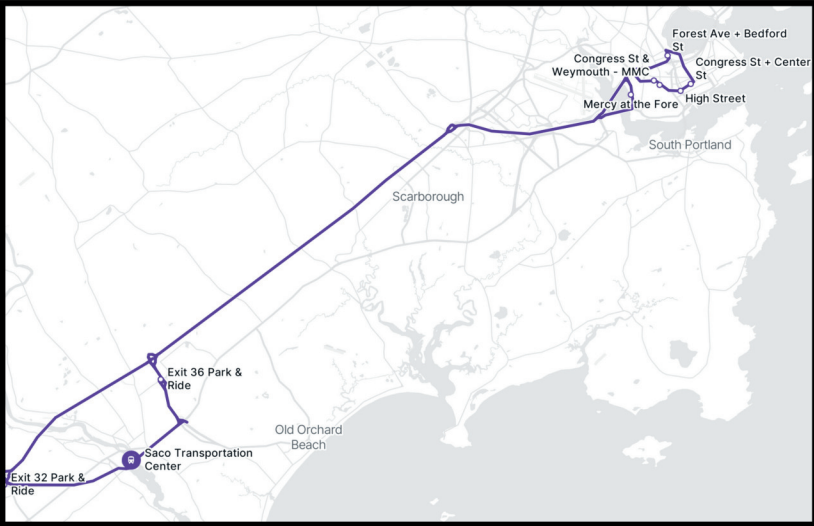 Forest Ave + Bedford
St
Congress St &
Weymouth - MMC
Congress St + Center
St
Mercy at the Fore
High Street
South Portland
Scarborough
Exit 36 Park &
Ride
Old Orchard
Beach
Saco Transportation
Center
Exit 32 Park &
Ride